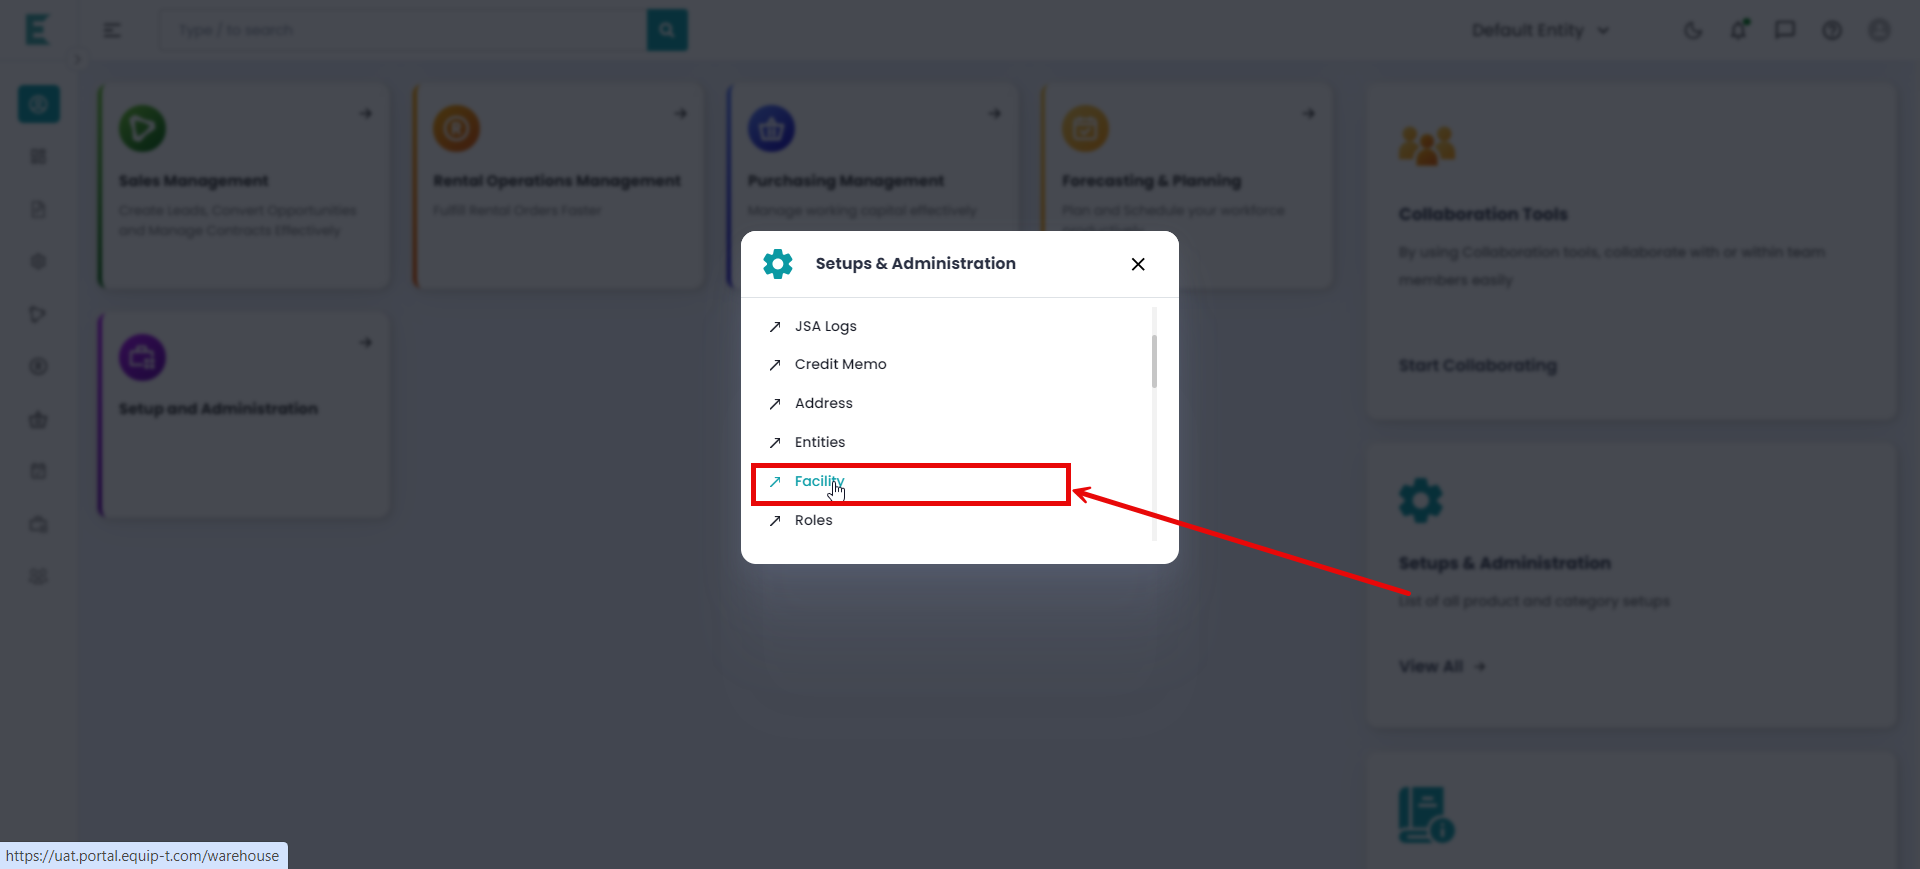 Type / to search
Default Entity
Sales Management
Create Leads, Convert Opportunities
and Manage Contracts Effectively.
Rental Operations Management
Fulfill Rental Orders Faster
Purchasing Management
Manage working capital effectively
Forecasting & Planning
Plan and Schedule your workforce
Setup and Administration
Collaboration Tools
By using Collaboration tools, collaborate with or within team
members easily
Start Collaborating
Setups & Administration
JSA Logs
Credit Memo
Address
Entities
Facility
Roles
Setups & Administration
List of all product and category setups
View All
https://uat.portal.equip-t.com/warehouse